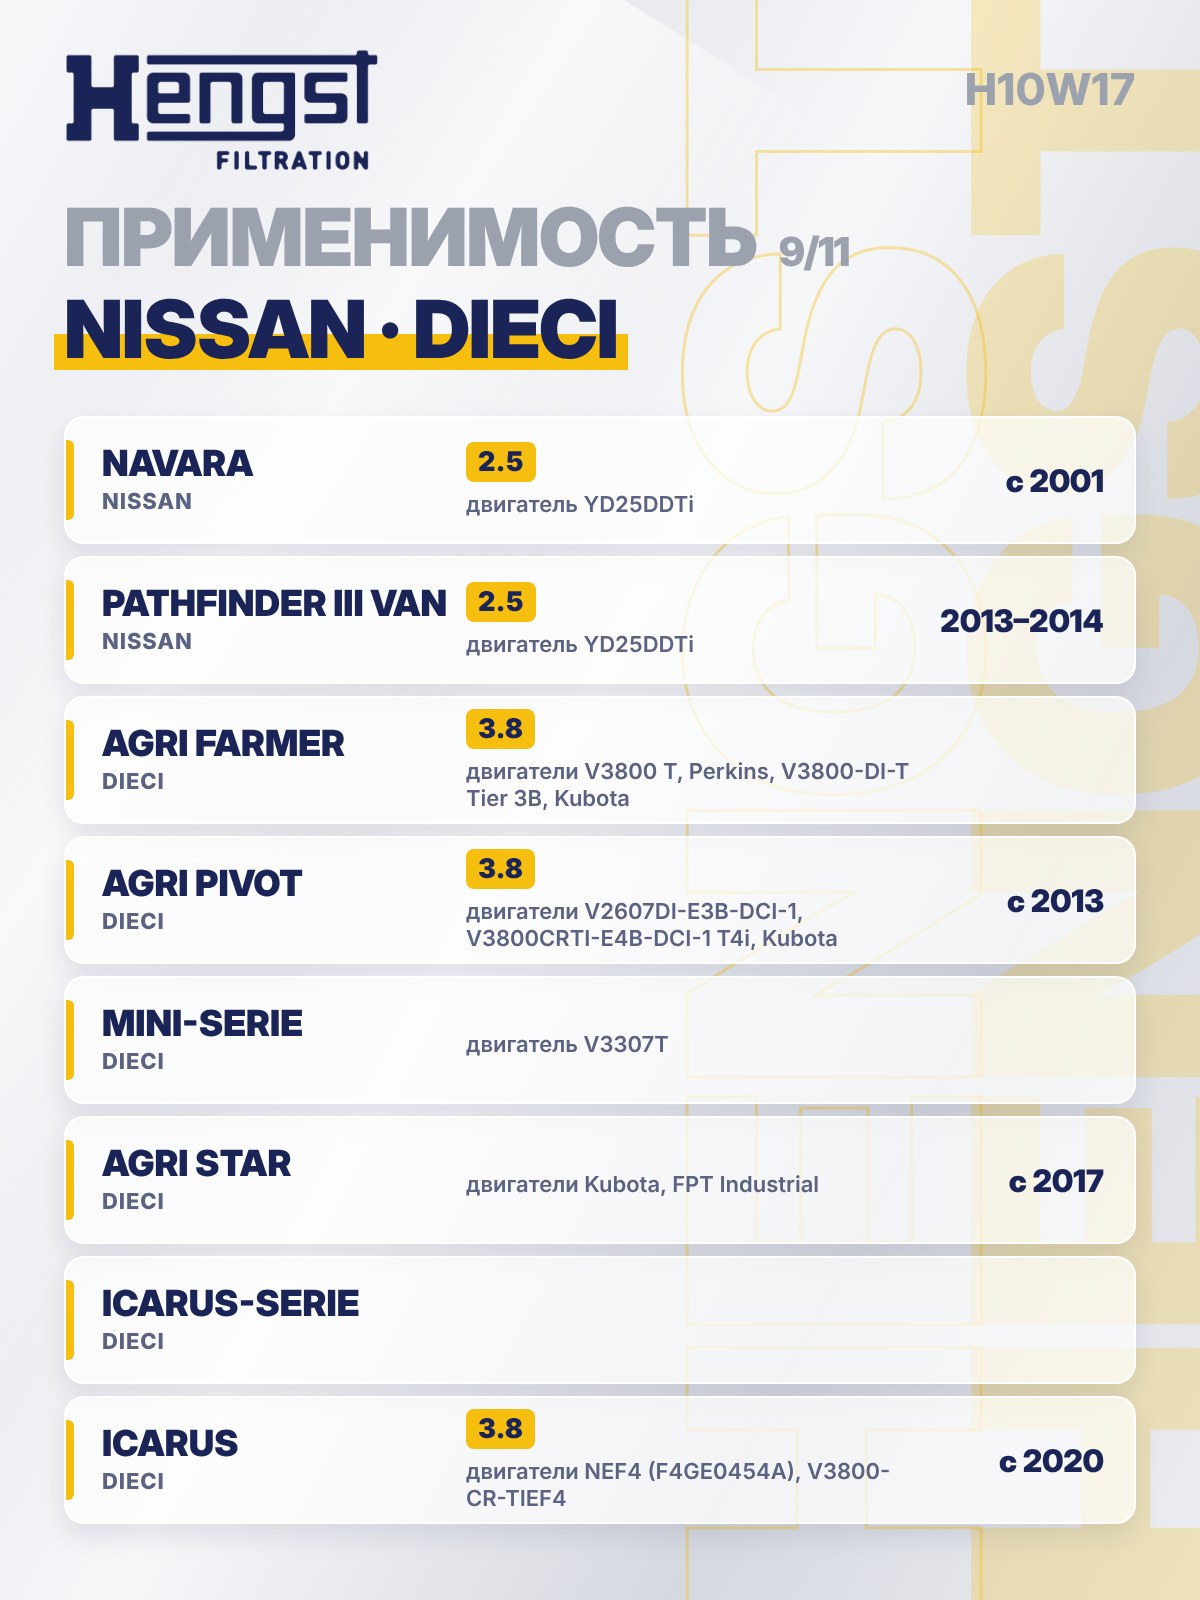 Hengst
FILTRATION
H10W17
ПРИМЕНИМОСТЬ 9/11
NISSAN · DIECI
NAVARA
NISSAN
2.5
двигатель YD25DDTi
с 2001
PATHFINDER III VAN
NISSAN
2.5
двигатель YD25DDTi
2013–2014
AGRI FARMER
DIECI
3.8
двигатели V3800 T, Perkins, V3800-DI-T
Tier 3B, Kubota
AGRI PIVOT
DIECI
3.8
двигатели V2607DI-E3B-DCI-1,
V3800CRTI-E4B-DCI-1 T4i, Kubota
с 2013
MINI-SERIE
DIECI
двигатель V3307T
AGRI STAR
DIECI
двигатели Kubota, FPT Industrial
с 2017
ICARUS-SERIE
DIECI
ICARUS
DIECI
3.8
двигатели NEF4 (F4GE0454A), V3800-
CR-TIEF4
с 2020
HENGST
HENGST